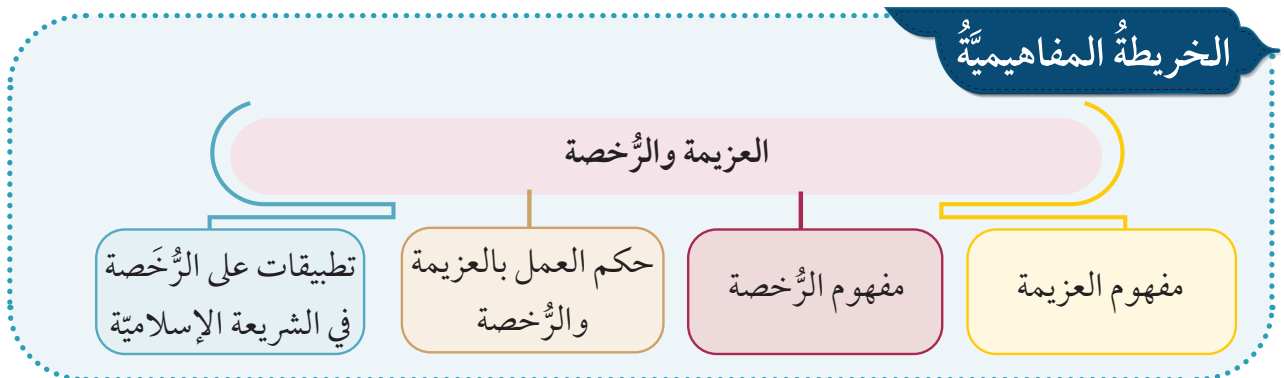 الخريطةُ المفاهيميَّةُ
العزيمة والرُّخصة
مفهوم العزيمة
مفهوم الرُّخصة
حكم العمل بالعزيمة
والرُّخصة
تطبيقات على الرُّخَصة
في الشريعة الإسلاميّة